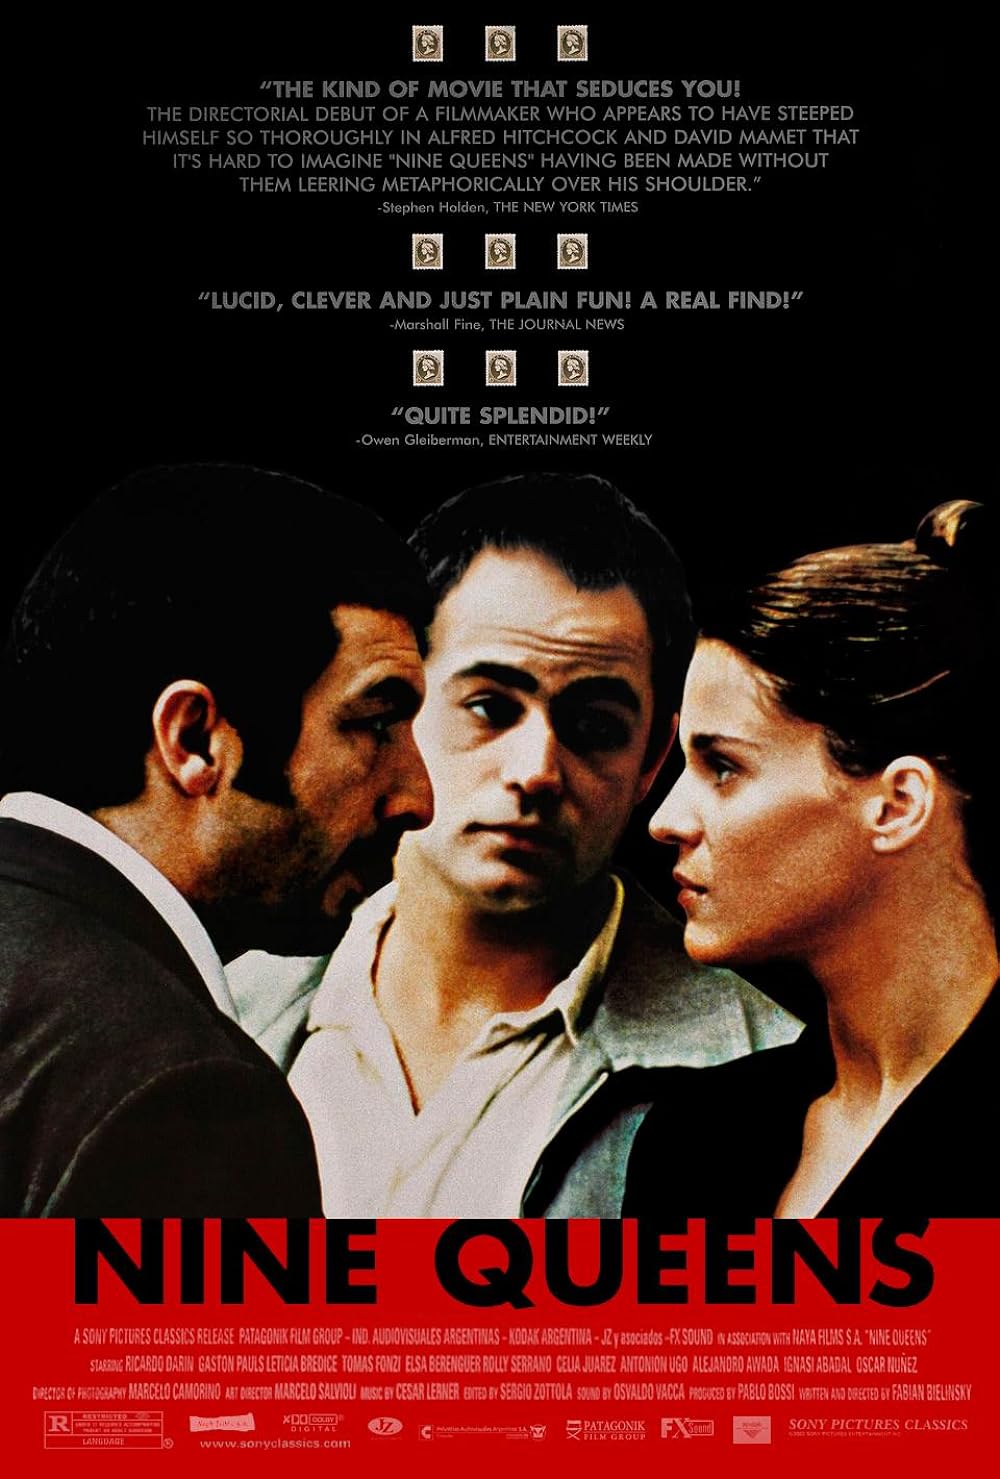 “THE KIND OF MOVIE THAT SEDUCES YOU!
THE DIRECTORIAL DEBUT OF A FILMMAKER WHO APPEARS TO HAVE STEEPED
HIMSELF SO THOROUGHLY IN ALFRED HITCHCOCK AND DAVID MAMET THAT
IT'S HARD TO IMAGINE "NINE QUEENS" HAVING BEEN MADE WITHOUT
THEM LEERING METAPHORICALLY OVER HIS SHOULDER.”
-Stephen Holden, THE NEW YORK TIMES
“LUCID, CLEVER AND JUST PLAIN FUN! A REAL FIND!”
-Marshall Fine, THE JOURNAL NEWS
“QUITE SPLENDID!”
-Owen Gleiberman, ENTERTAINMENT WEEKLY
NINE QUEENS
A SONY PICTURES CLASSICS RELEASE PATAGONIK FILM GROUP – IND. AUDIOVISUALES ARGENTINAS – KODAK ARGENTINA – JZ y asociados –FX SOUND IN ASSOCIATION WITH NAYA FILMS S.A. "NINE QUEENS"
STARRING RICARDO DARIN GASTON PAULS LETICIA BREDICE TOMAS FONZI ELSA BERENGUER ROLLY SERRANO CELIA JUAREZ ANTONION UGO ALEJANDRO AWADA IGNASI ABADAL OSCAR NUÑEZ
DIRECTOR OF PHOTOGRAPHY MARCELO CAMORINO ART DIRECTOR MARCELO SALVIOLI MUSIC BY CESAR LERNER EDITED BY SERGIO ZOTTOLA SOUND BY OSVALDO VACCA PRODUCED BY PABLO BOSSI WRITTEN AND DIRECTED BY FABIAN BIELINSKY
R RESTRICTED
LANGUAGE ®
DOLBY DIGITAL
www.sonyclassics.com
JZ
PATAGONIK
FILM GROUP
FX Sound
SONY PICTURES CLASSICS